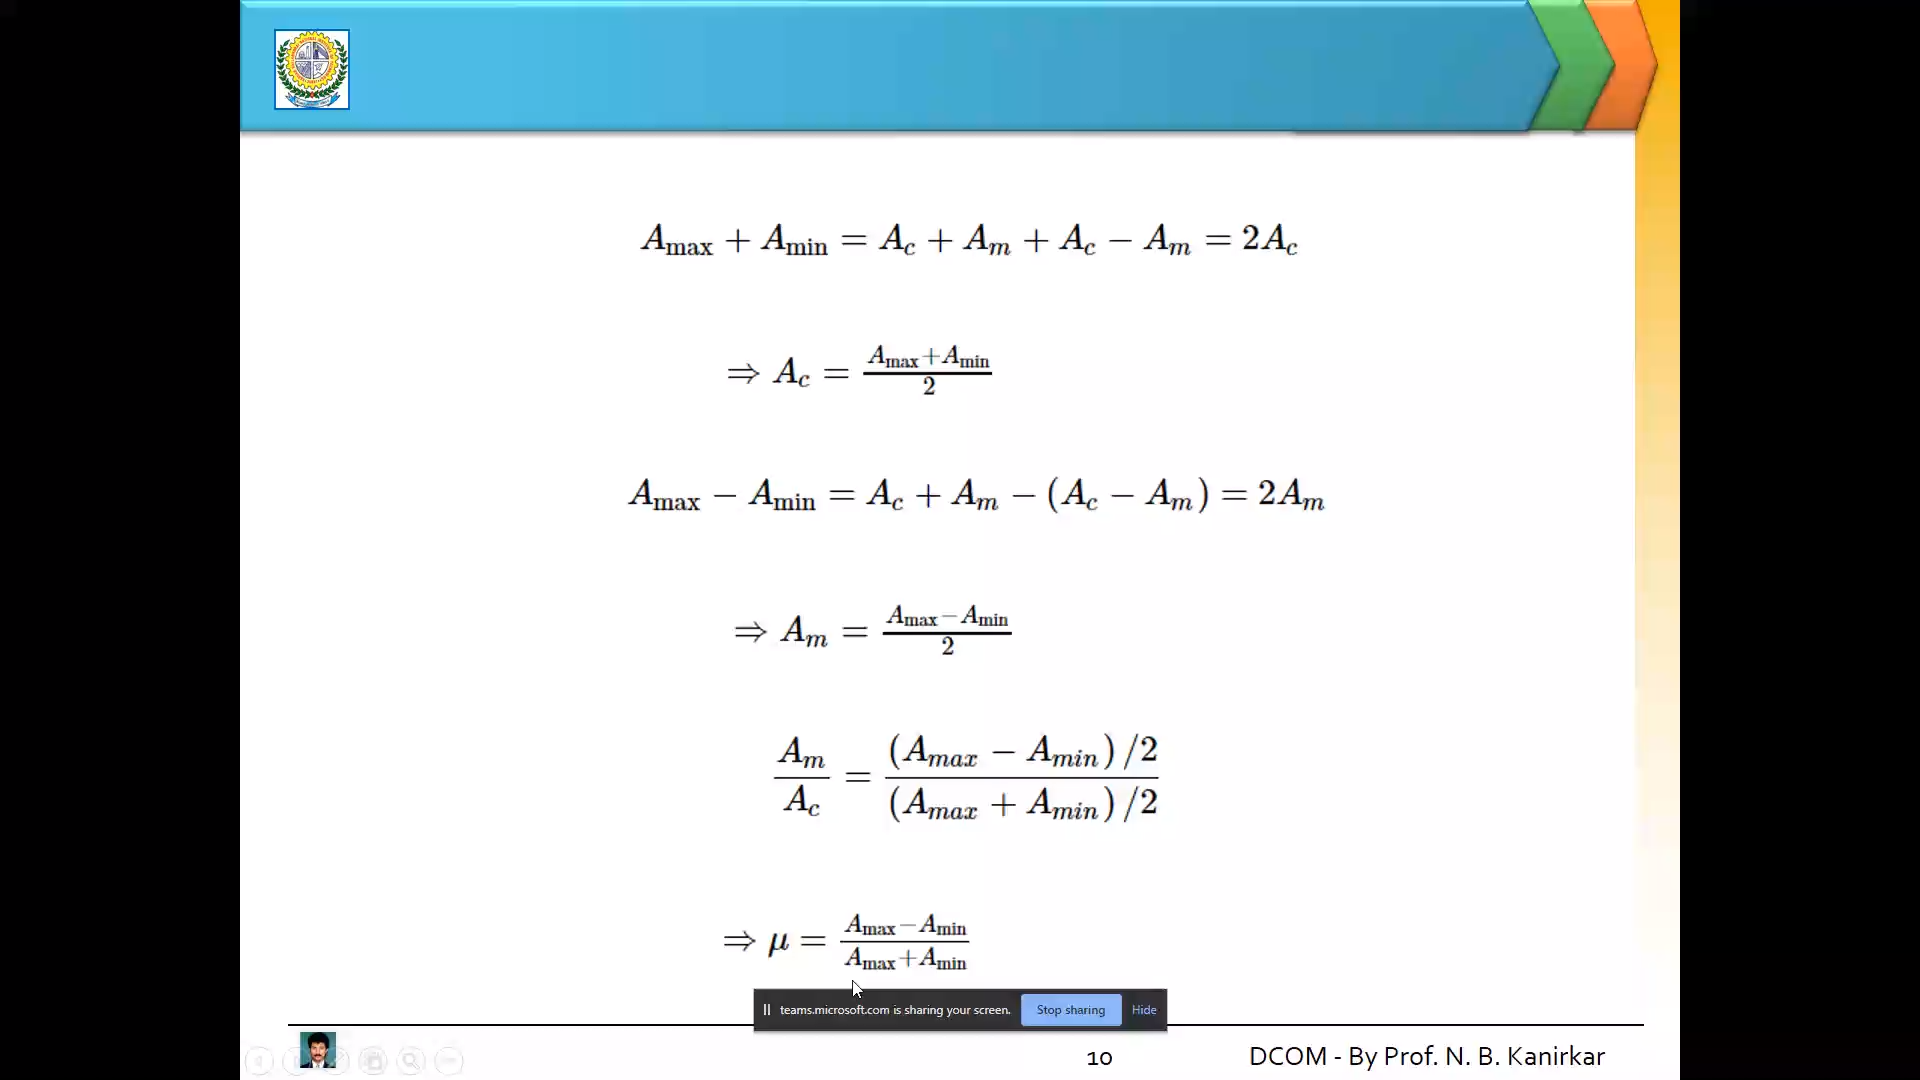 A_max + A_min = A_c + A_m + A_c − A_m = 2A_c
⇒ A_c = (A_max+A_min)/2
A_max − A_min = A_c + A_m − (A_c − A_m) = 2A_m
⇒ A_m = (A_max−A_min)/2
A_m/A_c = ((A_max − A_min)/2)/((A_max + A_min)/2)
⇒ μ = (A_max−A_min)/(A_max+A_min)
teams.microsoft.com is sharing your screen. Stop sharing Hide
10 DCOM - By Prof. N. B. Kanirkar